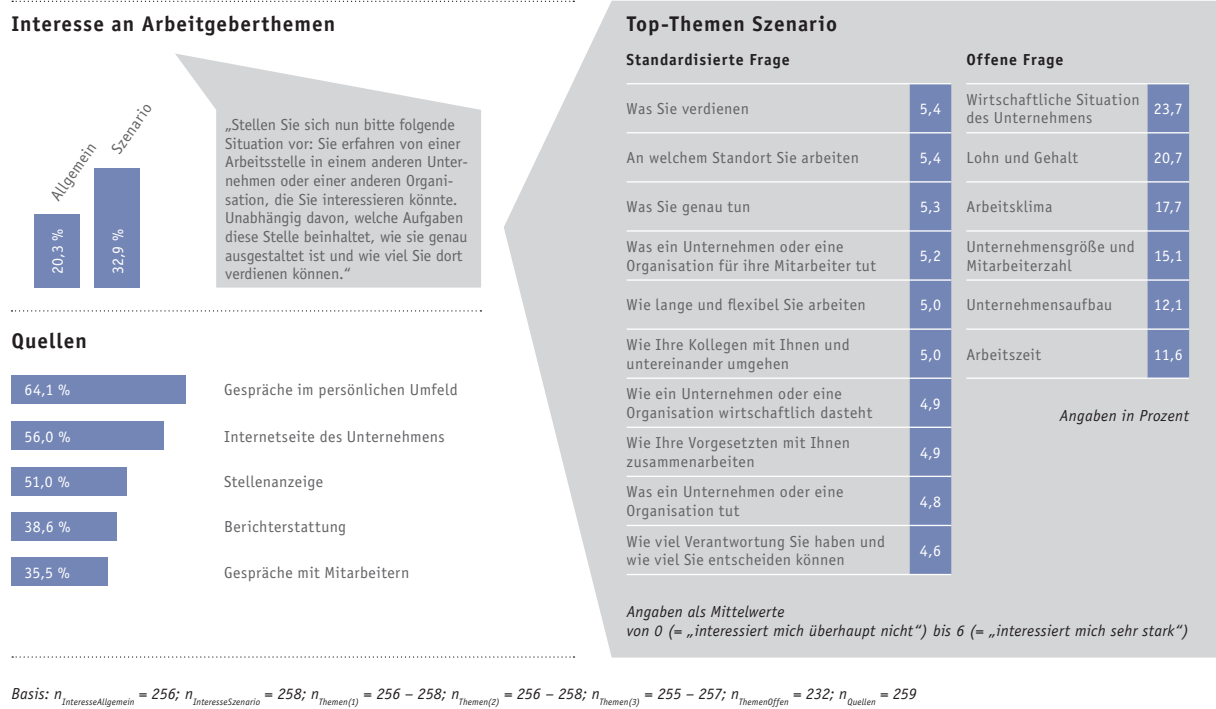 Interesse an Arbeitgeberthemen
Allgemein
Szenario
20,3 %
32,9 %
„Stellen Sie sich nun bitte folgende
Situation vor: Sie erfahren von einer
Arbeitsstelle in einem anderen Unter-
nehmen oder einer anderen Organi-
sation, die Sie interessieren könnte.
Unabhängig davon, welche Aufgaben
diese Stelle beinhaltet, wie sie genau
ausgestaltet ist und wie viel Sie dort
verdienen können.“
Quellen
64,1 % Gespräche im persönlichen Umfeld
56,0 % Internetseite des Unternehmens
51,0 % Stellenanzeige
38,6 % Berichterstattung
35,5 % Gespräche mit Mitarbeitern
Top-Themen Szenario
Standardisierte Frage
Was Sie verdienen 5,4
An welchem Standort Sie arbeiten 5,4
Was Sie genau tun 5,3
Was ein Unternehmen oder eine
Organisation für ihre Mitarbeiter tut 5,2
Wie lange und flexibel Sie arbeiten 5,0
Wie Ihre Kollegen mit Ihnen und
untereinander umgehen 5,0
Wie ein Unternehmen oder eine
Organisation wirtschaftlich dasteht 4,9
Wie Ihre Vorgesetzten mit Ihnen
zusammenarbeiten 4,9
Was ein Unternehmen oder eine
Organisation tut 4,8
Wie viel Verantwortung Sie haben und
wie viel Sie entscheiden können 4,6
Offene Frage
Wirtschaftliche Situation
des Unternehmens 23,7
Lohn und Gehalt 20,7
Arbeitsklima 17,7
Unternehmensgröße und
Mitarbeiterzahl 15,1
Unternehmensaufbau 12,1
Arbeitszeit 11,6
Angaben in Prozent
Angaben als Mittelwerte
von 0 (= „interessiert mich überhaupt nicht“) bis 6 (= „interessiert mich sehr stark“)
Basis: n InteresseAllgemein = 256; n InteresseSzenario = 258; n Themen(1) = 256 – 258; n Themen(2) = 256 – 258; n Themen(3) = 255 – 257; n ThemenOffen = 232; n Quellen = 259